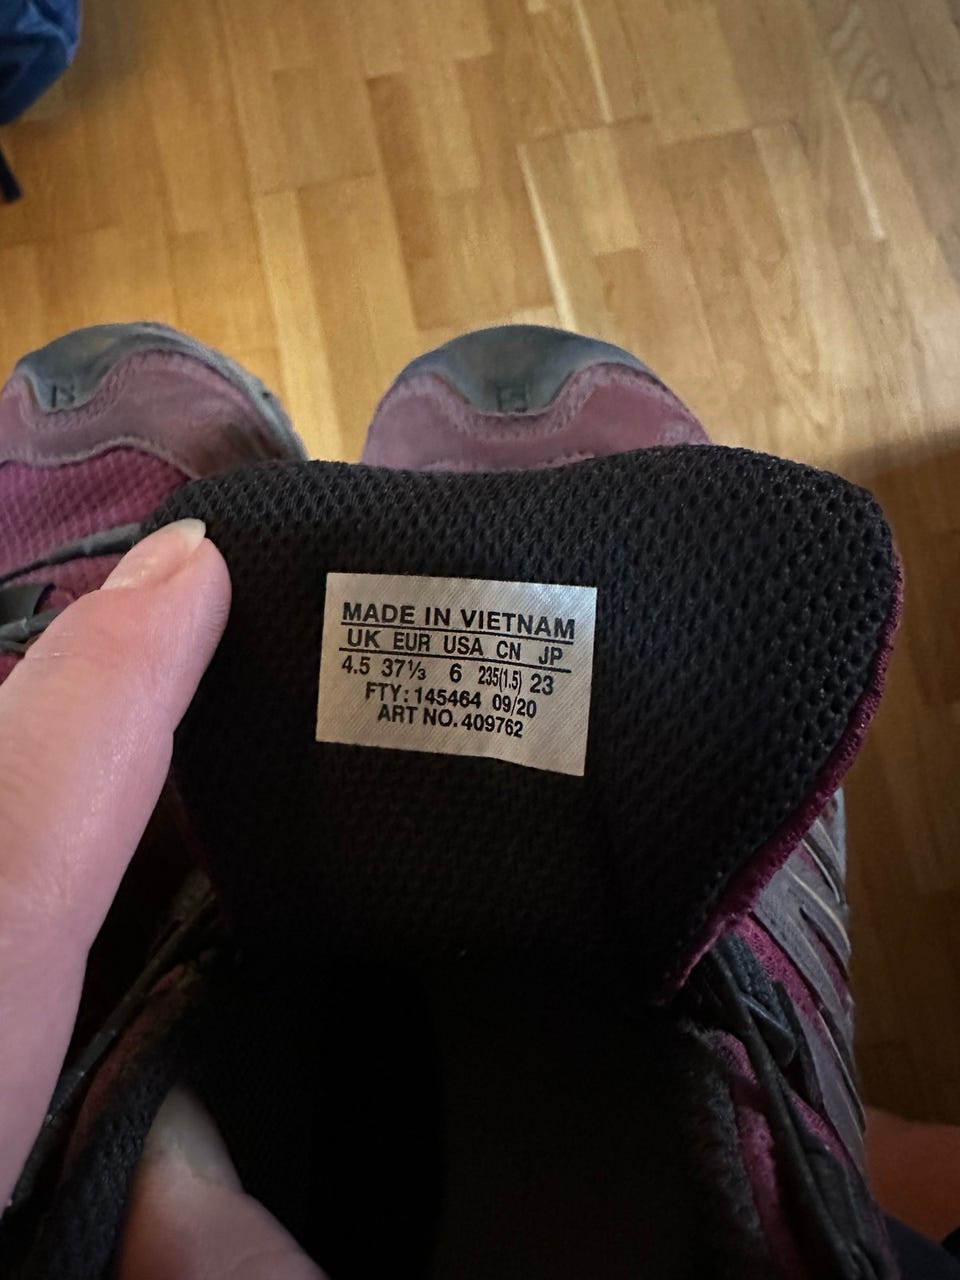 MADE IN VIETNAM
UK EUR USA CN JP
4.5 37⅓ 6 235(1.5) 23
FTY: 145464 09/20
ART NO. 409762